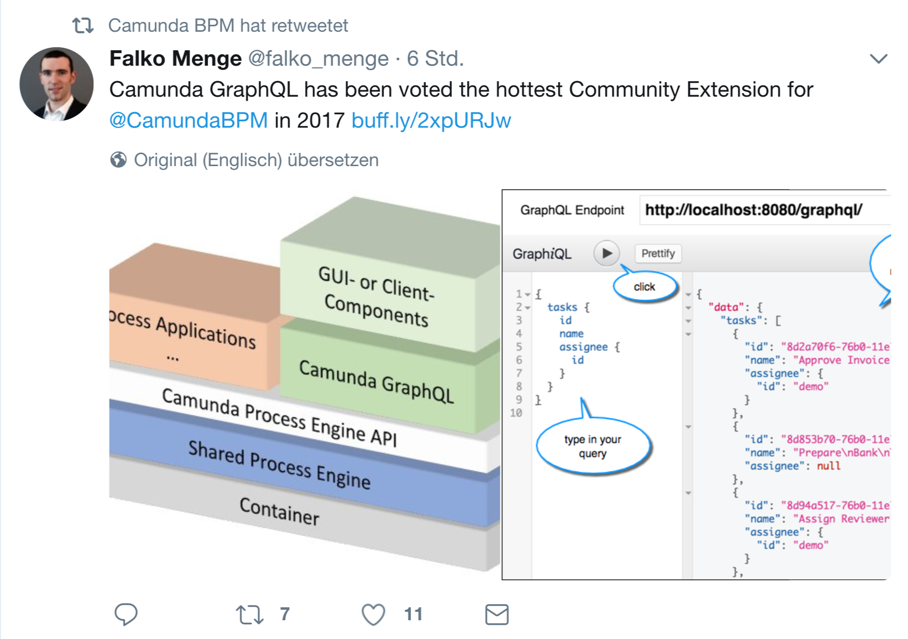 Camunda BPM hat retweetet
Falko Menge @falko_menge · 6 Std.
Camunda GraphQL has been voted the hottest Community Extension for
@CamundaBPM in 2017 buff.ly/2xpURJw
Original (Englisch) übersetzen
GUI- or Client-
Components
ocess Applications
...
Camunda GraphQL
Camunda Process Engine API
Shared Process Engine
Container
GraphQL Endpoint http://localhost:8080/graphql/
GraphiQL Prettify
click
1 {
2 tasks {
3 id
4 name
5 assignee {
6 id
7 }
8 }
9 }
10
type in your
query
{
"data": {
"tasks": [
{
"id": "8d2a70f6-76b0-11e
"name": "Approve Invoice
"assignee": {
"id": "demo"
}
},
{
"id": "8d853b70-76b0-11e
"name": "Prepare\nBank\n
"assignee": null
},
{
"id": "8d94a517-76b0-11e
"name": "Assign Reviewer
"assignee": {
"id": "demo"
}
},
7 11